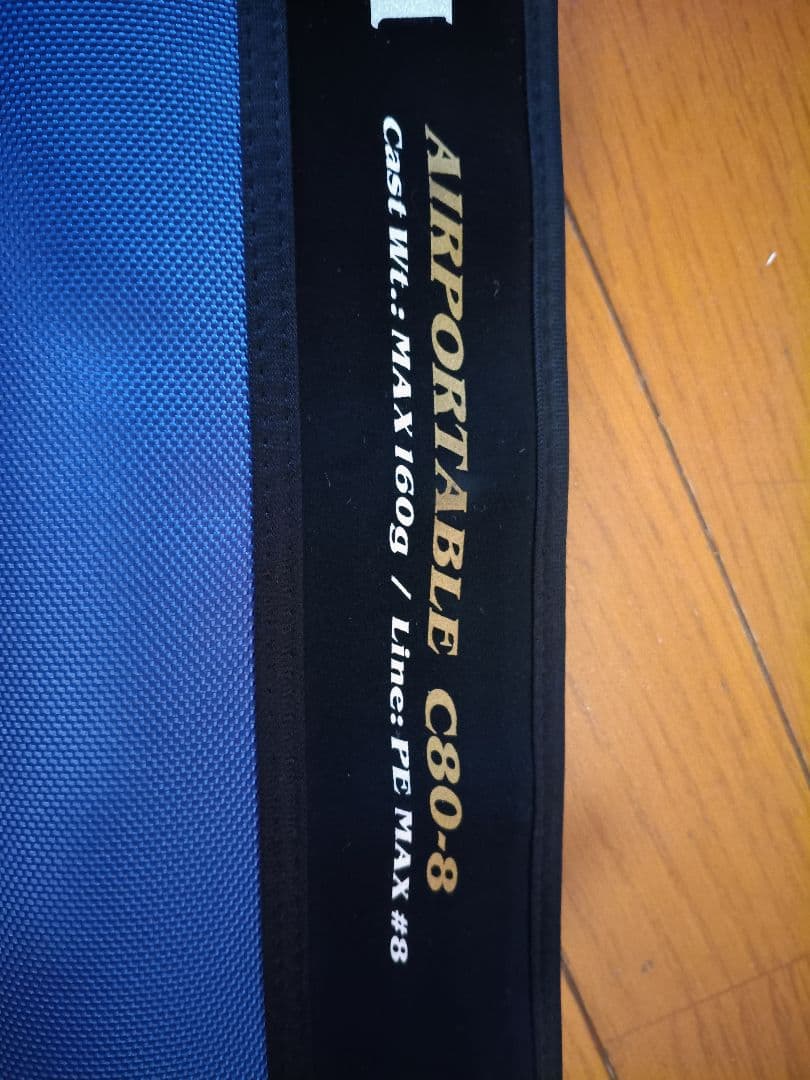 AIRPORTABLE C80-8
Cast Wt.: MAX 160g / Line: PE MAX #8